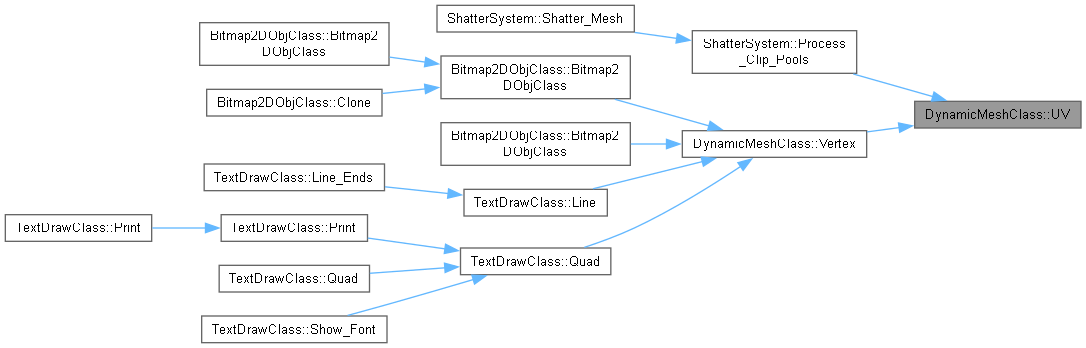 ShatterSystem::Shatter_Mesh
Bitmap2DObjClass::Bitmap2
DObjClass
ShatterSystem::Process
_Clip_Pools
Bitmap2DObjClass::Bitmap2
DObjClass
Bitmap2DObjClass::Clone
DynamicMeshClass::UV
Bitmap2DObjClass::Bitmap2
DObjClass
DynamicMeshClass::Vertex
TextDrawClass::Line_Ends
TextDrawClass::Line
TextDrawClass::Print
TextDrawClass::Print
TextDrawClass::Quad
TextDrawClass::Quad
TextDrawClass::Show_Font